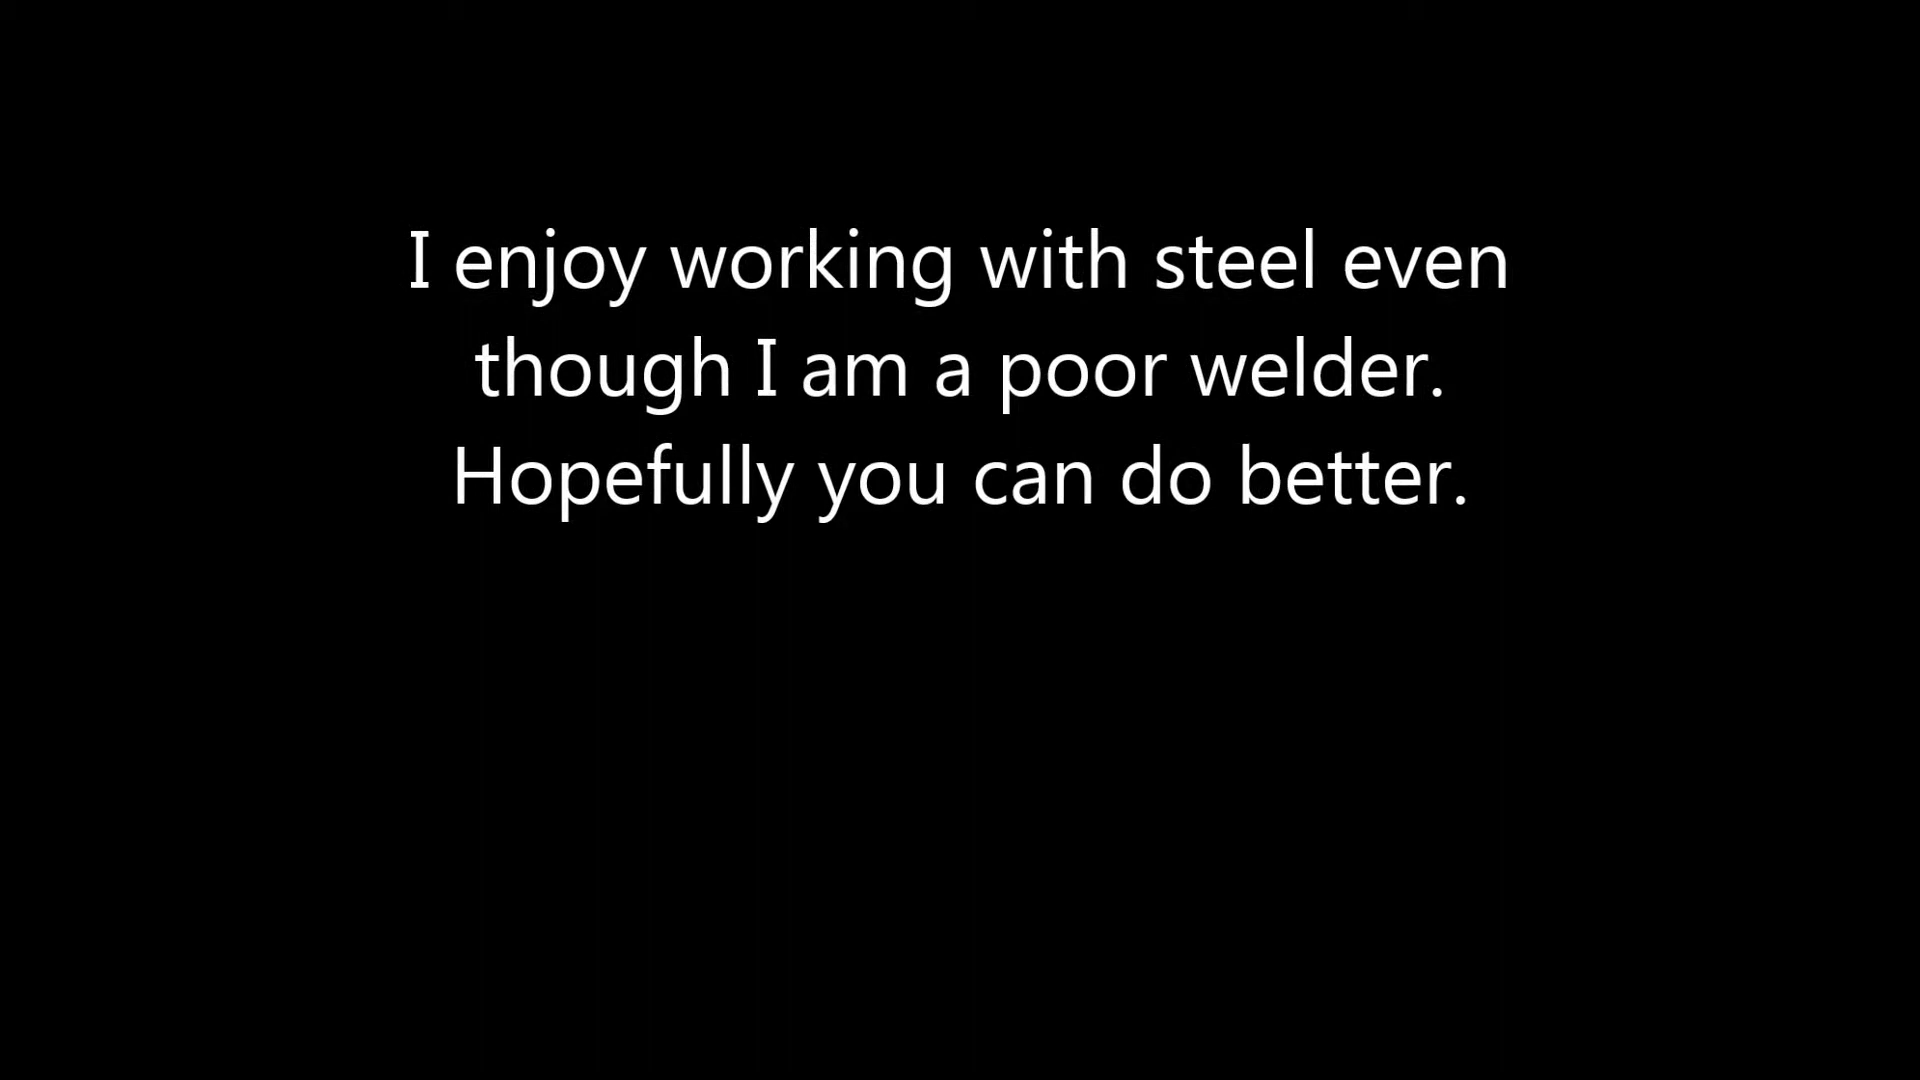 I enjoy working with steel even
though I am a poor welder.
Hopefully you can do better.